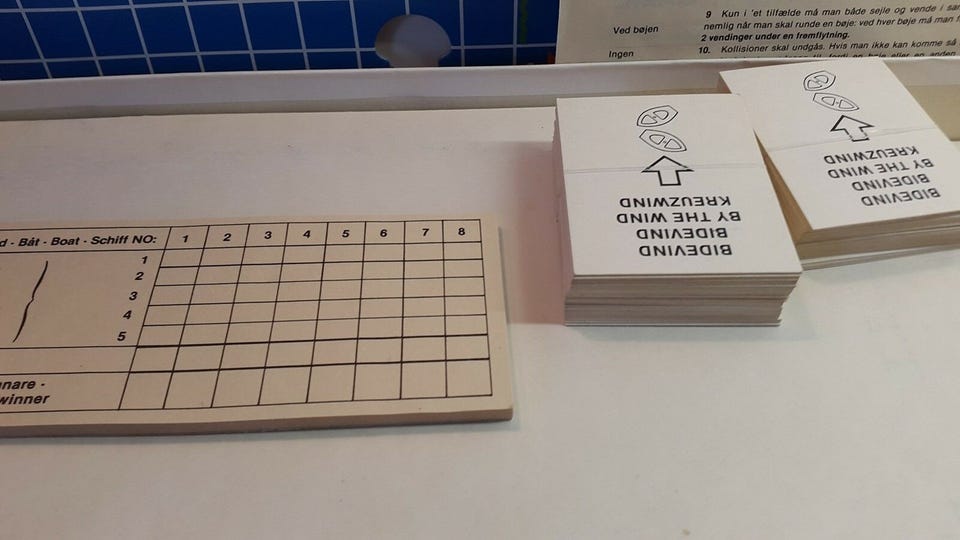 9 Kun i 'et tilfælde må man både sejle og vende i
nemlig når man skal runde en bøje: ved hver bøje må man
Ved bøjen
2 vendinger under en fremflytning.
Ingen
10. Kollisioner skal undgås. Hvis man ikke kan komme så
BIDEVIND
BIDEVIND
BY THE WIND
KREUZWIND
BIDEVIND
BIDEVIND
BY THE WIND
KREUZWIND
- Båt - Boat - Schiff NO: 1 2 3 4 5 6 7 8
1
2
3
4
5
winner